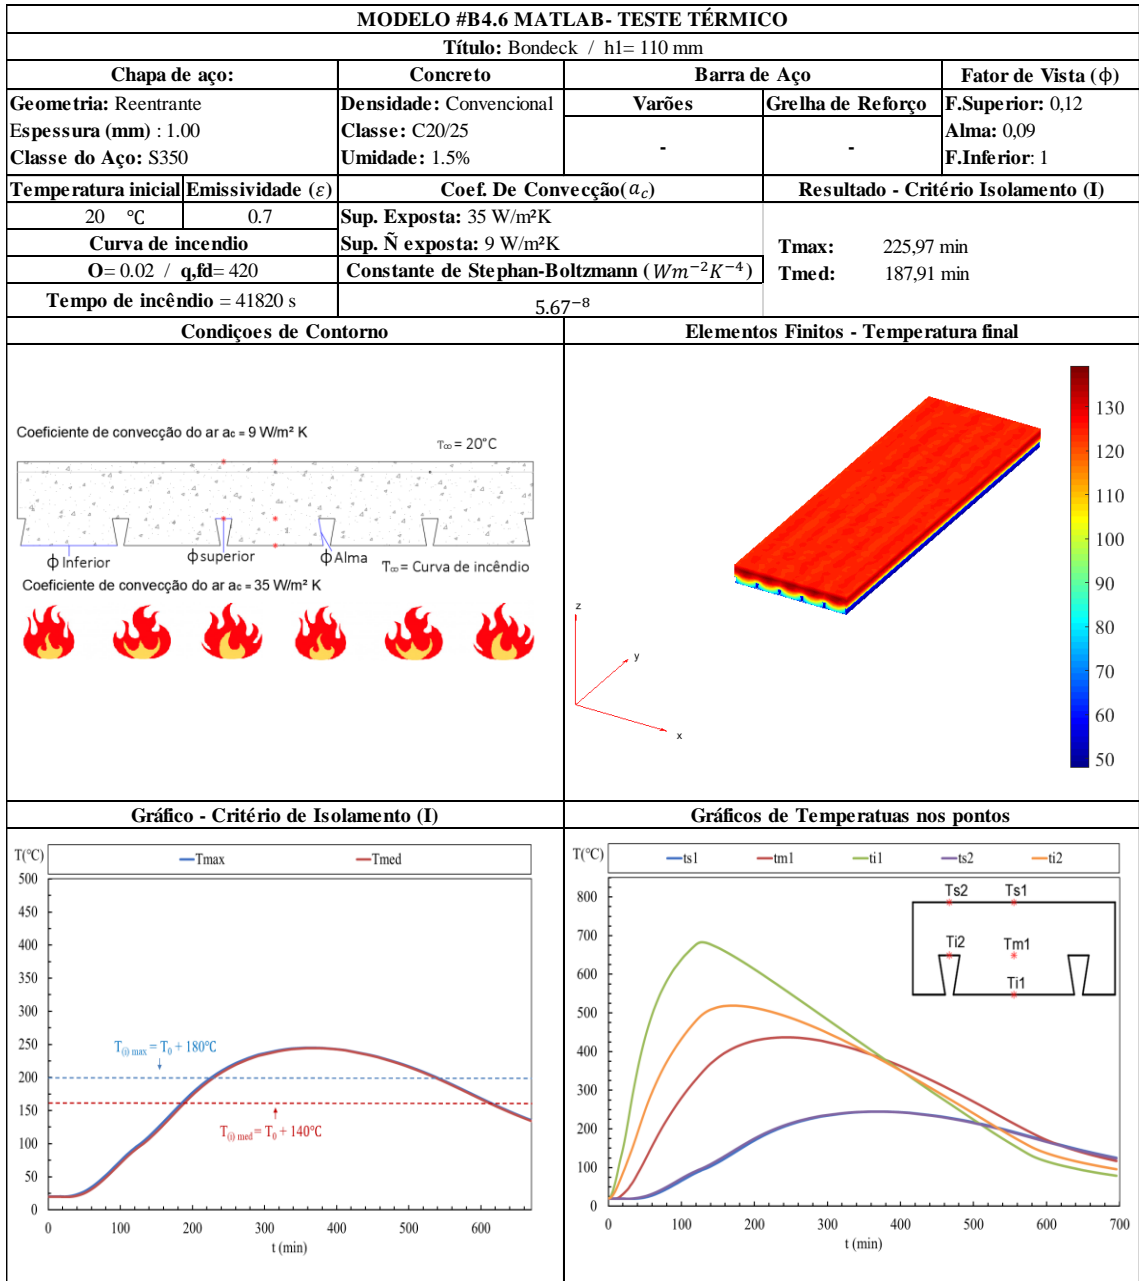 MODELO #B4.6 MATLAB- TESTE TÉRMICO
Título: Bondeck / h1= 110 mm
Chapa de aço:
Concreto
Barra de Aço
Fator de Vista (ϕ)
Geometria: Reentrante
Espessura (mm) : 1.00
Classe do Aço: S350
Densidade: Convencional
Classe: C20/25
Umidade: 1.5%
Varões
Grelha de Reforço
-
-
F.Superior: 0,12
Alma: 0,09
F.Inferior: 1
Temperatura inicial
Emissividade (ε)
Coef. De Convecção(a_c)
Resultado - Critério Isolamento (I)
20 ℃
0.7
Sup. Exposta: 35 W/m²K
Sup. Ñ exposta: 9 W/m²K
Curva de incendio
O= 0.02 / q,fd= 420
Constante de Stephan-Boltzmann (Wm⁻²K⁻⁴)
Tmax: 225,97 min
Tmed: 187,91 min
Tempo de incêndio = 41820 s
5.67⁻⁸
Condiçoes de Contorno
Elementos Finitos - Temperatura final
Coeficiente de convecção do ar ac = 9 W/m² K
T∞ = 20°C
1
ϕ Inferior
ϕ superior
ϕ Alma
T∞= Curva de incêndio
Coeficiente de convecção do ar ac = 35 W/m² K
z
y
x
130
120
110
100
90
80
70
60
50
Gráfico - Critério de Isolamento (I)
Gráficos de Temperatuas nos pontos
T(°C)
Tmax
Tmed
500
450
400
350
300
250
200
150
100
50
0
T(i) max = T0 + 180℃
T(i) med = T0 + 140℃
0 100 200 300 400 500 600
t (min)
T(°C)
ts1
tm1
ti1
ts2
ti2
800
700
600
500
400
300
200
100
0
Ts2
Ts1
Ti2
Tm1
Ti1
0 100 200 300 400 500 600 700
t (min)